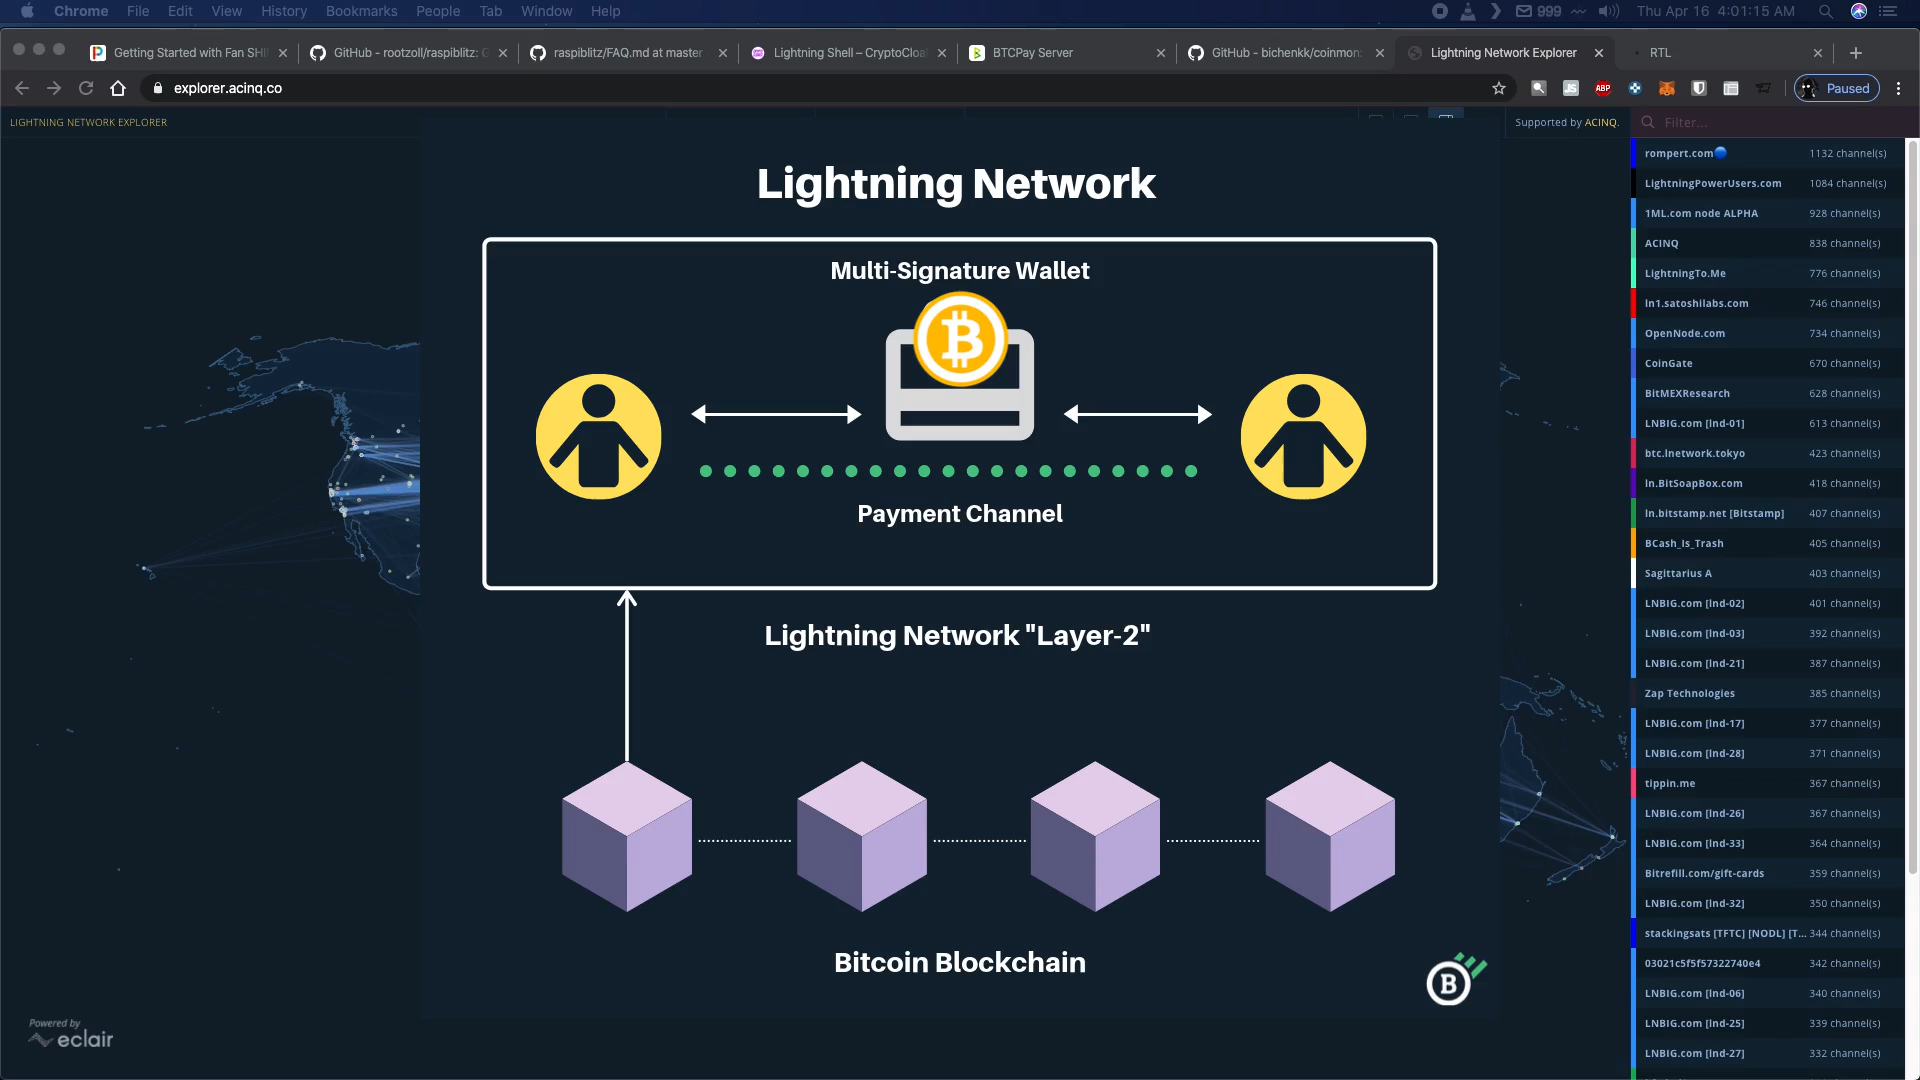 Chrome File Edit View History Bookmarks People Tab Window Help 999 Thu Apr 16 4:01:15 AM
Getting Started with Fan SHI GitHub - rootzoll/raspiblitz: G raspiblitz/FAQ.md at master Lightning Shell – CryptoCloa BTCPay Server GitHub - bichenkk/coinmon: Lightning Network Explorer RTL
explorer.acinq.co ABP Paused
LIGHTNING NETWORK EXPLORER
Supported by ACINQ.
Filter...
Lightning Network
Multi-Signature Wallet
Payment Channel
Lightning Network "Layer-2"
Bitcoin Blockchain
Powered by
eclair
rompert.com 1132 channel(s)
LightningPowerUsers.com 1084 channel(s)
1ML.com node ALPHA 928 channel(s)
ACINQ 838 channel(s)
LightningTo.Me 776 channel(s)
ln1.satoshilabs.com 746 channel(s)
OpenNode.com 734 channel(s)
CoinGate 670 channel(s)
BitMEXResearch 628 channel(s)
LNBIG.com [lnd-01] 613 channel(s)
btc.lnetwork.tokyo 423 channel(s)
ln.BitSoapBox.com 418 channel(s)
ln.bitstamp.net [Bitstamp] 407 channel(s)
BCash_Is_Trash 405 channel(s)
Sagittarius A 403 channel(s)
LNBIG.com [lnd-02] 401 channel(s)
LNBIG.com [lnd-03] 392 channel(s)
LNBIG.com [lnd-21] 387 channel(s)
Zap Technologies 385 channel(s)
LNBIG.com [lnd-17] 377 channel(s)
LNBIG.com [lnd-28] 371 channel(s)
tippin.me 367 channel(s)
LNBIG.com [lnd-26] 367 channel(s)
LNBIG.com [lnd-33] 364 channel(s)
Bitrefill.com/gift-cards 359 channel(s)
LNBIG.com [lnd-32] 350 channel(s)
stackingsats [TFTC] [NODL] [T... 344 channel(s)
03021c5f5f57322740e4 342 channel(s)
LNBIG.com [lnd-06] 340 channel(s)
LNBIG.com [lnd-25] 339 channel(s)
LNBIG.com [lnd-27] 332 channel(s)